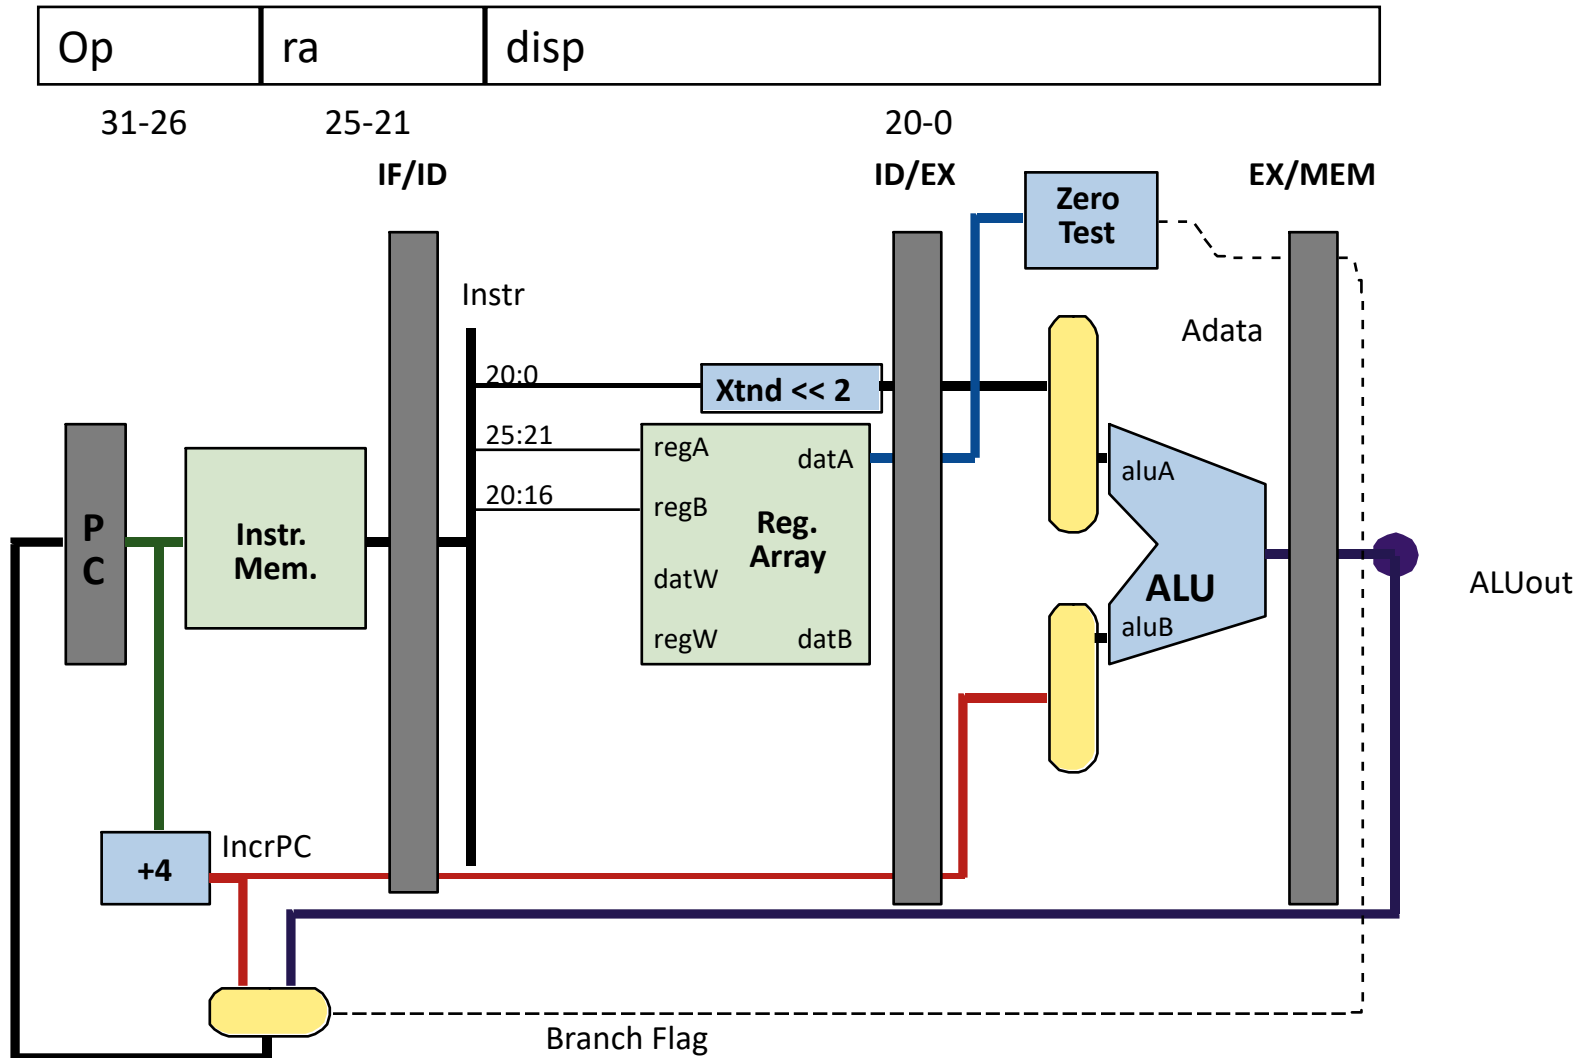 Op
ra
disp
31-26
25-21
20-0
IF/ID
ID/EX
EX/MEM
Zero
Test
Instr
Adata
20:0
Xtnd << 2
25:21
regA
datA
aluA
20:16
regB
P
C
Instr.
Mem.
Reg.
Array
datW
ALU
ALUout
regW
datB
aluB
+4
IncrPC
Branch Flag